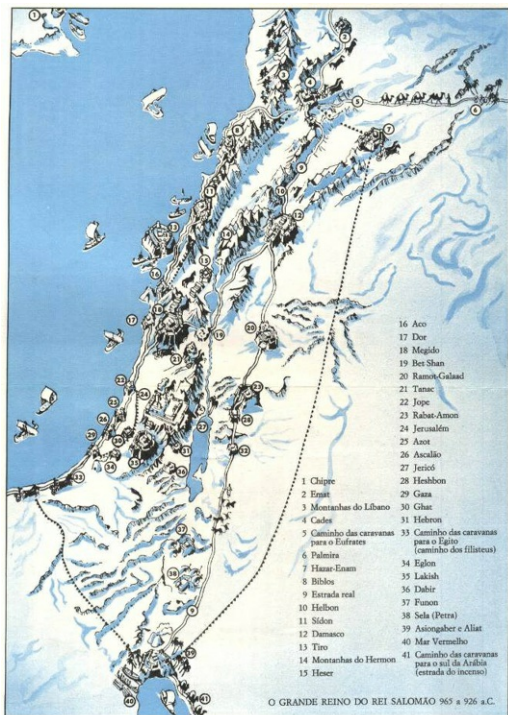 1 Chipre
2 Emat
3 Montanhas do Líbano
4 Cades
5 Caminho das caravanas
para o Eufrates
6 Palmira
7 Hazar-Enam
8 Biblos
9 Estrada real
10 Helbon
11 Sídon
12 Damasco
13 Tiro
14 Montanhas do Hermon
15 Heser
16 Aco
17 Dor
18 Megido
19 Bet Shan
20 Ramot-Galaad
21 Tanac
22 Jope
23 Rabat-Amon
24 Jerusalém
25 Azot
26 Ascalão
27 Jericó
28 Heshbon
29 Gaza
30 Ghat
31 Hebron
33 Caminho das caravanas
para o Egito
(caminho dos filisteus)
34 Eglon
35 Lakish
36 Dabir
37 Funon
38 Sela (Petra)
39 Asiongaber e Aliat
40 Mar Vermelho
41 Caminho das caravanas
para o sul da Arábia
(estrada do incenso)
O GRANDE REINO DO REI SALOMÃO 965 a 926 a.C.